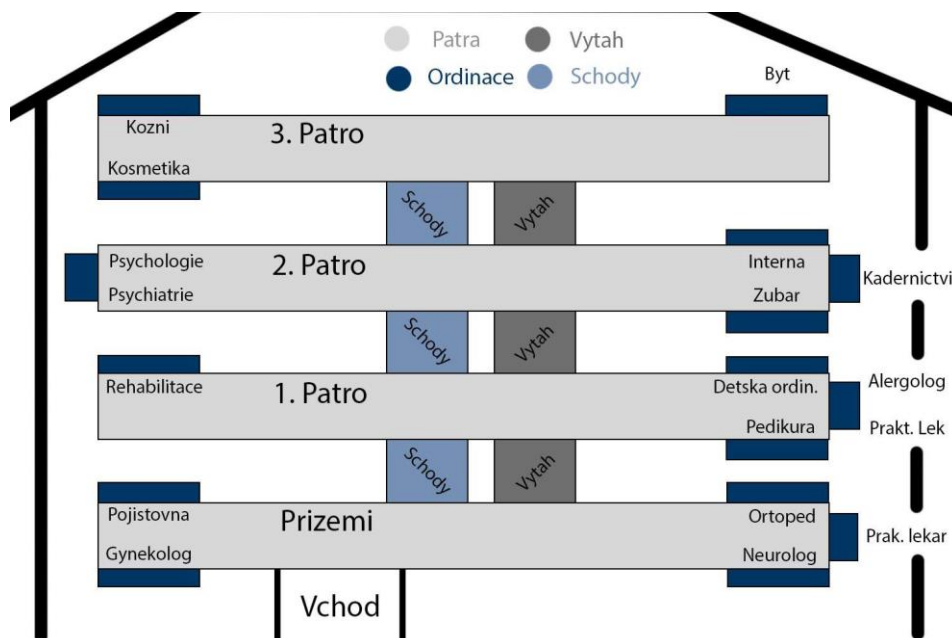 Patra
Vytah
Ordinace
Schody
Byt
Kozni
3. Patro
Kosmetika
Schody
Vytah
Psychologie
2. Patro
Interna
Kadernictvi
Psychiatrie
Zubar
Schody
Vytah
Rehabilitace
1. Patro
Detska ordin.
Alergolog
Pedikura
Prakt. Lek
Schody
Vytah
Pojistovna
Prizemi
Ortoped
Prak. lekar
Gynekolog
Neurolog
Vchod